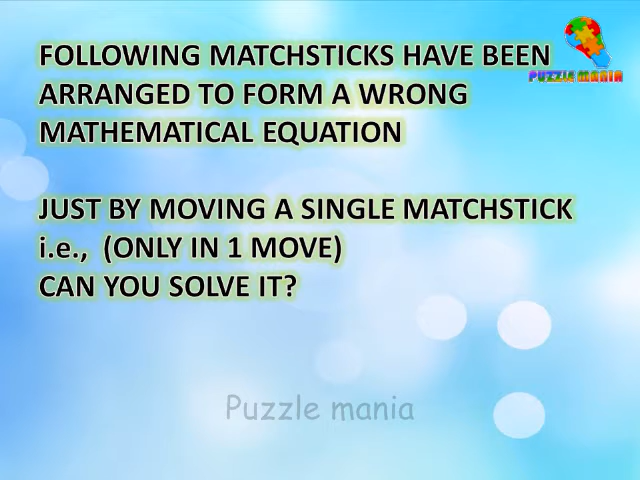 FOLLOWING MATCHSTICKS HAVE BEEN
ARRANGED TO FORM A WRONG
MATHEMATICAL EQUATION
PUZZLE MANIA
JUST BY MOVING A SINGLE MATCHSTICK
i.e., (ONLY IN 1 MOVE)
CAN YOU SOLVE IT?
Puzzle mania